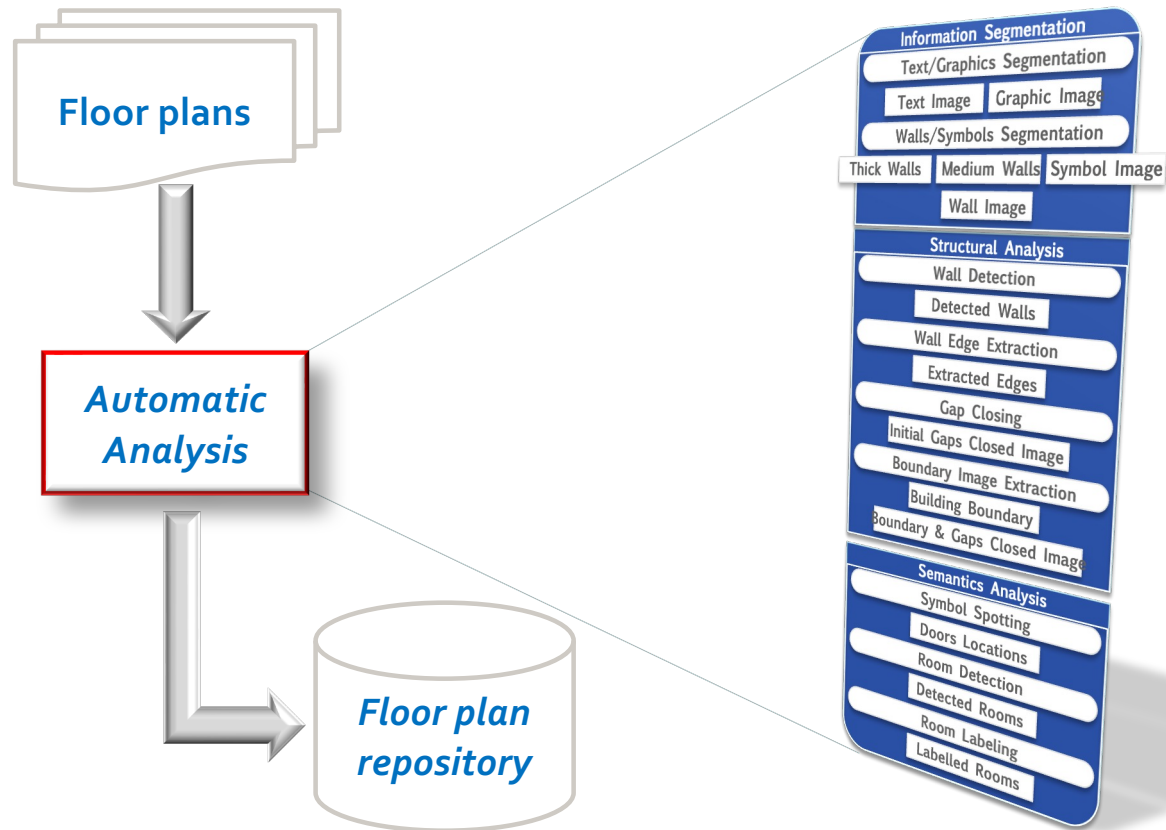 Floor plans
Automatic
Analysis
Floor plan
repository
Information Segmentation
Text/Graphics Segmentation
Text Image
Graphic Image
Walls/Symbols Segmentation
Thick Walls
Medium Walls
Symbol Image
Wall Image
Structural Analysis
Wall Detection
Detected Walls
Wall Edge Extraction
Extracted Edges
Gap Closing
Initial Gaps Closed Image
Boundary Image Extraction
Building Boundary
Boundary & Gaps Closed Image
Semantics Analysis
Symbol Spotting
Doors Locations
Room Detection
Detected Rooms
Room Labeling
Labelled Rooms